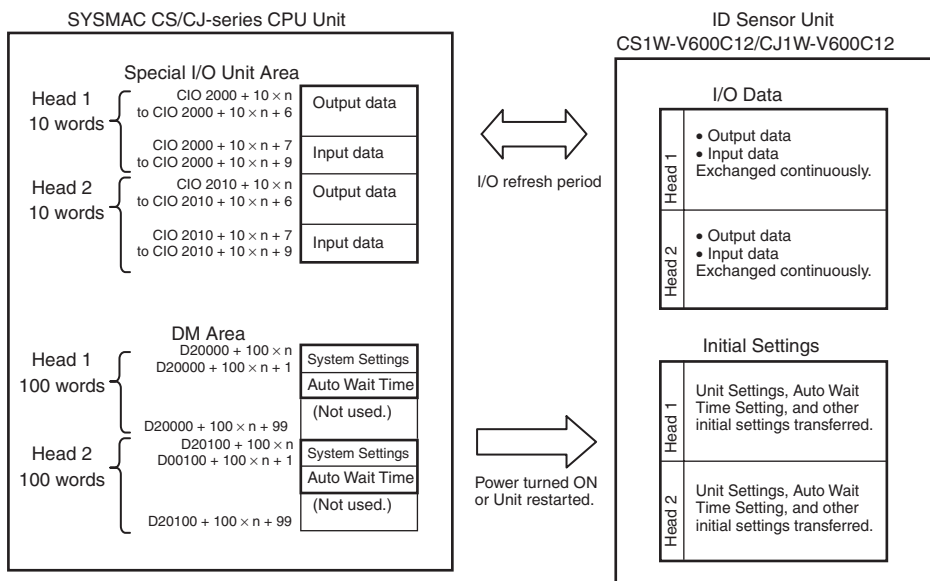 SYSMAC CS/CJ-series CPU Unit
Special I/O Unit Area
Head 1
10 words
CIO 2000 + 10 × n
to CIO 2000 + 10 × n + 6
Output data
CIO 2000 + 10 × n + 7
to CIO 2000 + 10 × n + 9
Input data
Head 2
10 words
CIO 2010 + 10 × n
to CIO 2010 + 10 × n + 6
Output data
CIO 2010 + 10 × n + 7
to CIO 2010 + 10 × n + 9
Input data
DM Area
Head 1
100 words
D20000 + 100 × n
D20000 + 100 × n + 1
System Settings
Auto Wait Time
(Not used.)
D20000 + 100 × n + 99
Head 2
100 words
D20100 + 100 × n
D00100 + 100 × n + 1
System Settings
Auto Wait Time
(Not used.)
D20100 + 100 × n + 99
I/O refresh period
Power turned ON
or Unit restarted.
ID Sensor Unit
CS1W-V600C12/CJ1W-V600C12
I/O Data
Head 1
• Output data
• Input data
Exchanged continuously.
Head 2
• Output data
• Input data
Exchanged continuously.
Initial Settings
Head 1
Unit Settings, Auto Wait
Time Setting, and other
initial settings transferred.
Head 2
Unit Settings, Auto Wait
Time Setting, and other
initial settings transferred.